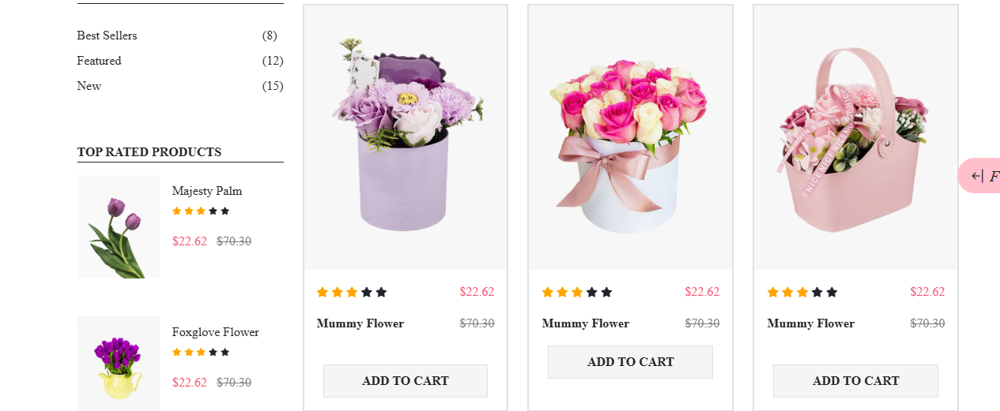 Best Sellers (8)
Featured (12)
New (15)
TOP RATED PRODUCTS
Majesty Palm
$22.62 $70.30
Foxglove Flower
$22.62 $70.30
$22.62
Mummy Flower $70.30
ADD TO CART
$22.62
Mummy Flower $70.30
ADD TO CART
ENICENICENICENICE
$22.62
Mummy Flower $70.30
ADD TO CART
F